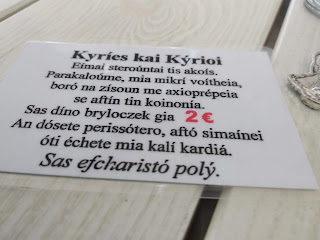 Kyríes kai Kýrioi
Eímai steroúntai tis akoís.
Parakaloúme, mia mikrí voítheia,
boró na zísoun me axioprépeia
se aftín tin koinonía.
Sas díno bryloczek gia 2 €
An dósete perissótero, aftó simaínei
óti échete mia kalí kardiá.
Sas efcharistó polý.